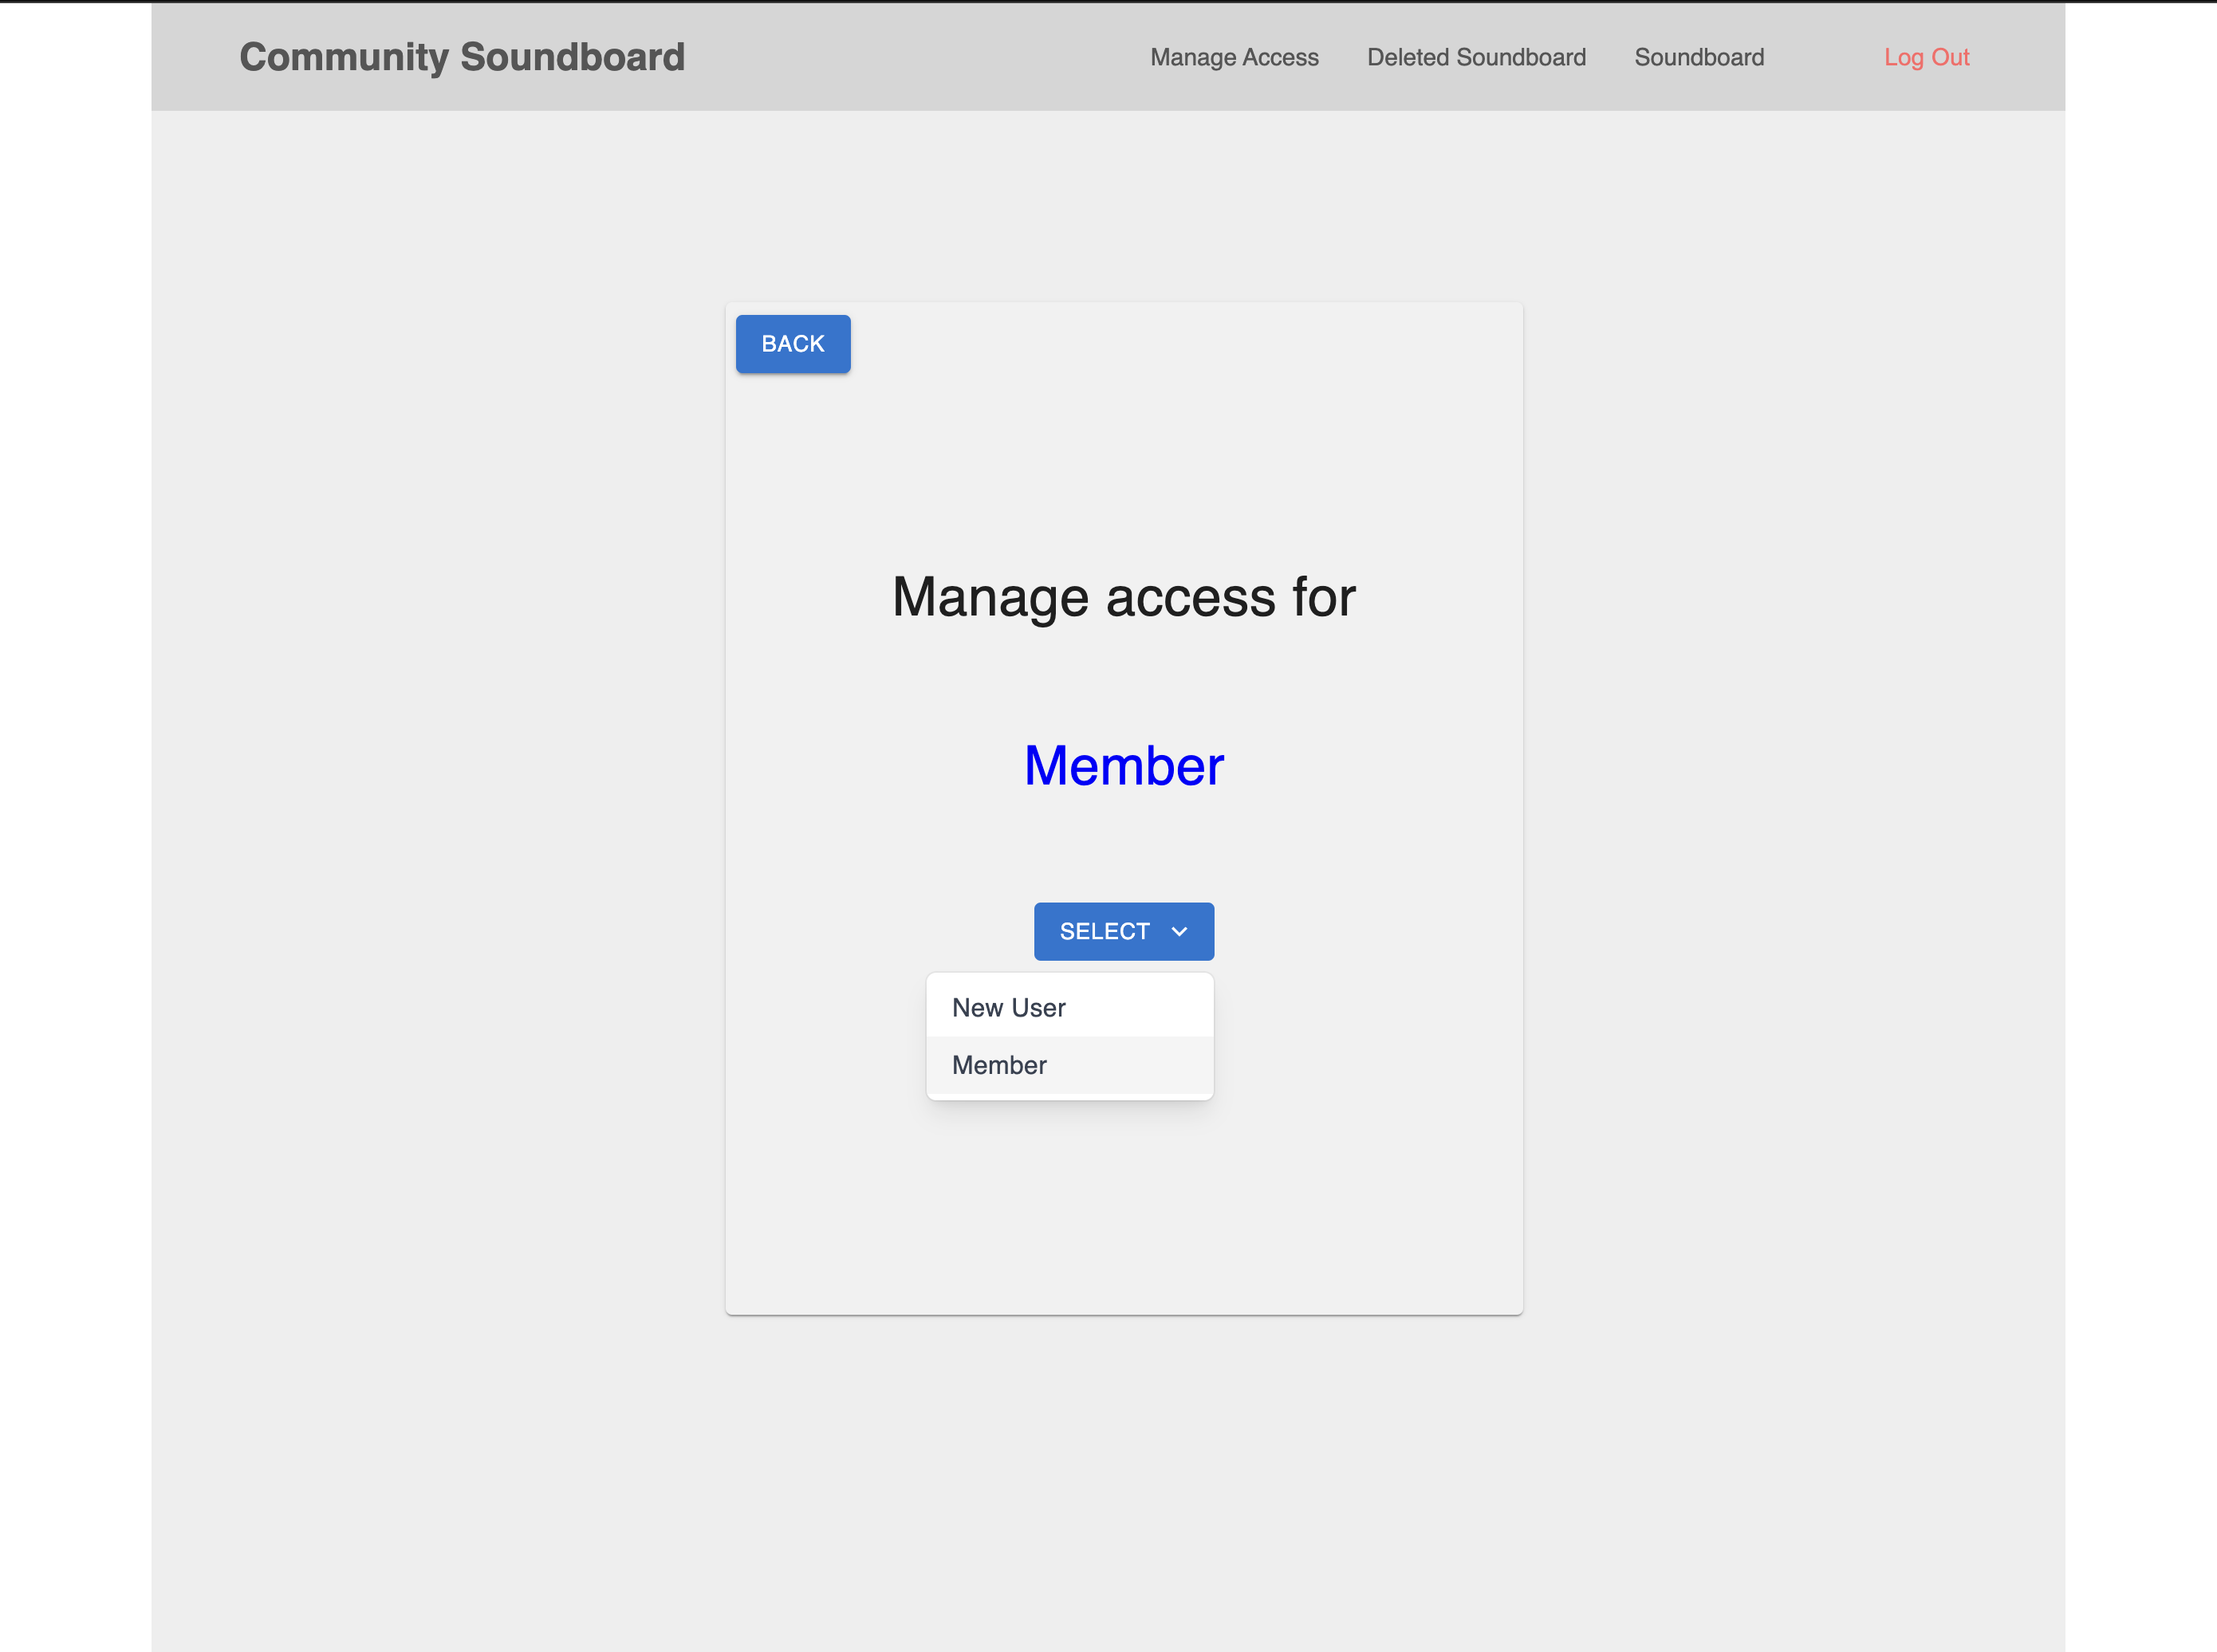 Community Soundboard
Manage Access
Deleted Soundboard
Soundboard
Log Out
BACK
Manage access for
Member
SELECT
New User
Member